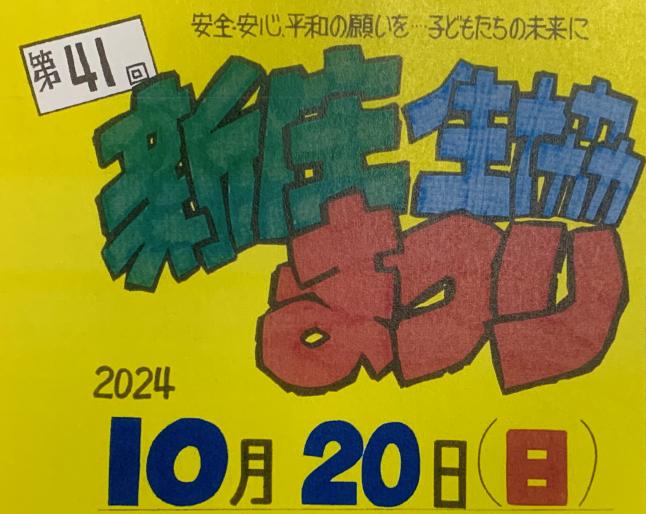 安全・安心、平和の願いを…子どもたちの未来に
第41回
新庄生協
まつり
2024
10月20日(日)